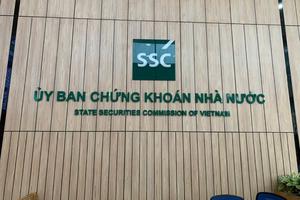 SSC
ỦY BAN CHỨNG KHOÁN NHÀ NƯỚC
STATE SECURITIES COMMISSION OF VIETNAM